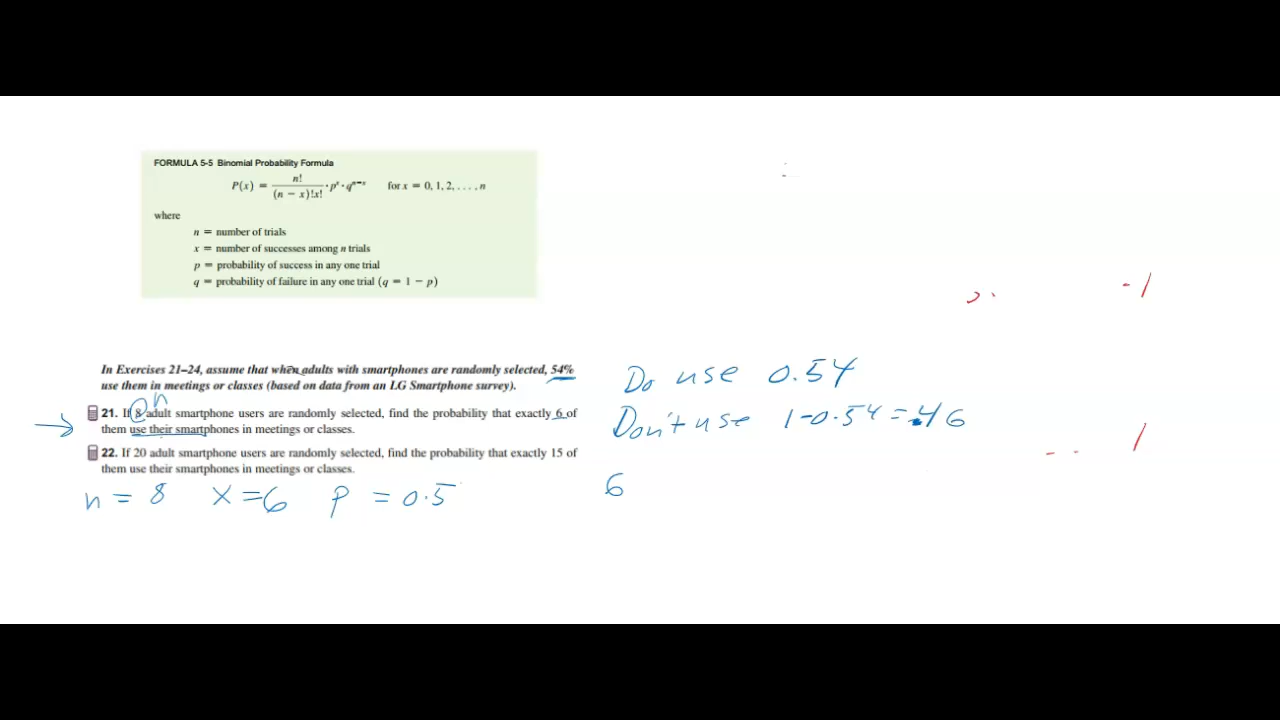 FORMULA 5-5 Binomial Probability Formula
P(x) = n! / (n − x)!x! · pˣ · qⁿ⁻ˣ for x = 0, 1, 2, . . . , n
where
n = number of trials
x = number of successes among n trials
p = probability of success in any one trial
q = probability of failure in any one trial (q = 1 − p)
In Exercises 21–24, assume that when adults with smartphones are randomly selected, 54%
use them in meetings or classes (based on data from an LG Smartphone survey).
n
21. If 8 adult smartphone users are randomly selected, find the probability that exactly 6 of
them use their smartphones in meetings or classes.
22. If 20 adult smartphone users are randomly selected, find the probability that exactly 15 of
them use their smartphones in meetings or classes.
n = 8 x = 6 p = 0.5
Do use 0.54
Don't use 1-0.54 = .46
6